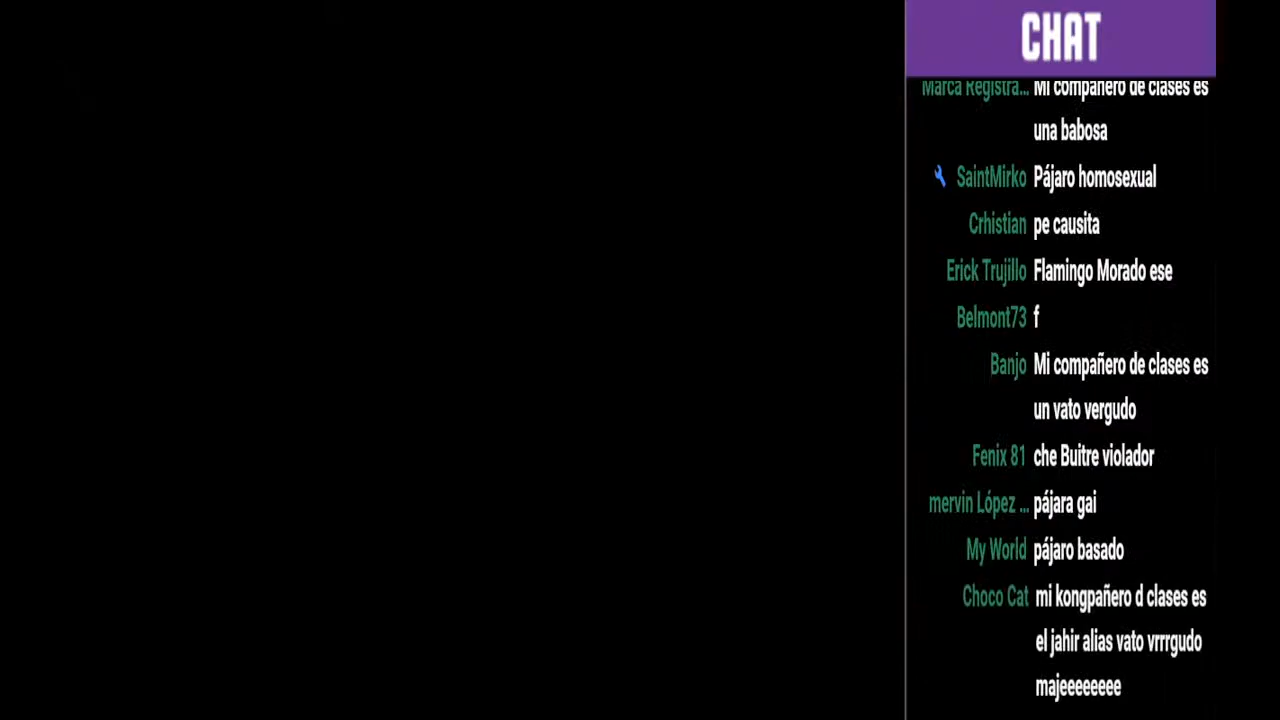 CHAT
Marca Registra... Mi compañero de clases es
una babosa
SaintMirko Pájaro homosexual
Crhistian pe causita
Erick Trujillo Flamingo Morado ese
Belmont73 f
Banjo Mi compañero de clases es
un vato vergudo
Fenix 81 che Buitre violador
mervin López ... pájara gai
My World pájaro basado
Choco Cat mi kongpañero d clases es
el jahir alias vato vrrrgudo
majeeeeeeee